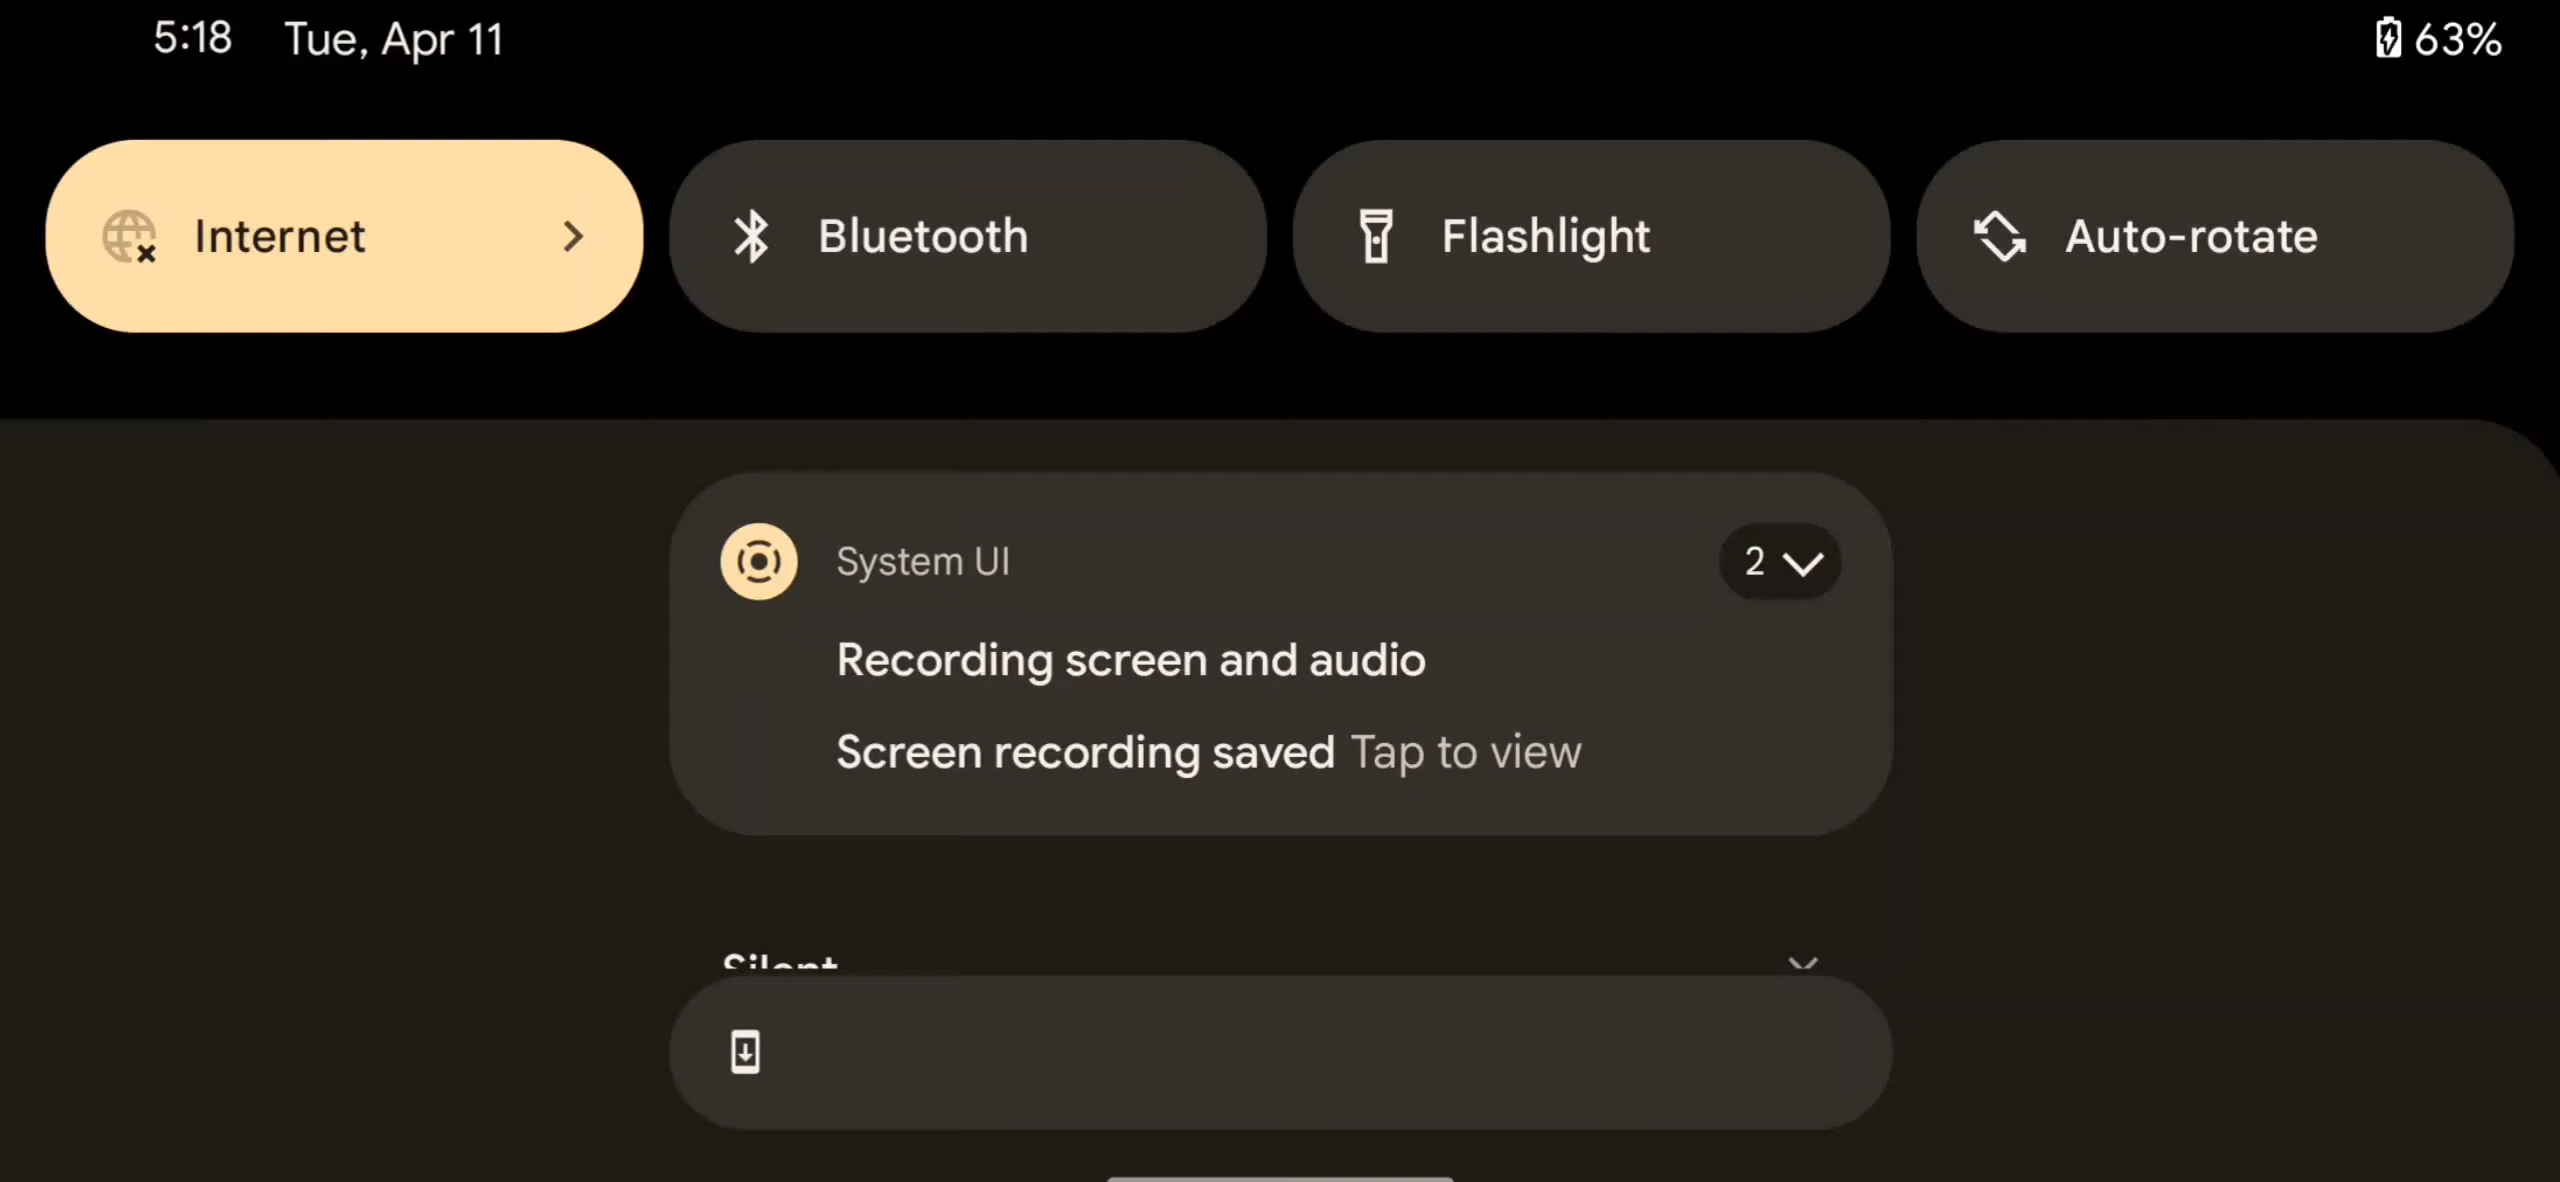 5:18 Tue, Apr 11 63%
Internet Bluetooth Flashlight Auto-rotate
System UI 2
Recording screen and audio
Screen recording saved Tap to view
Silent